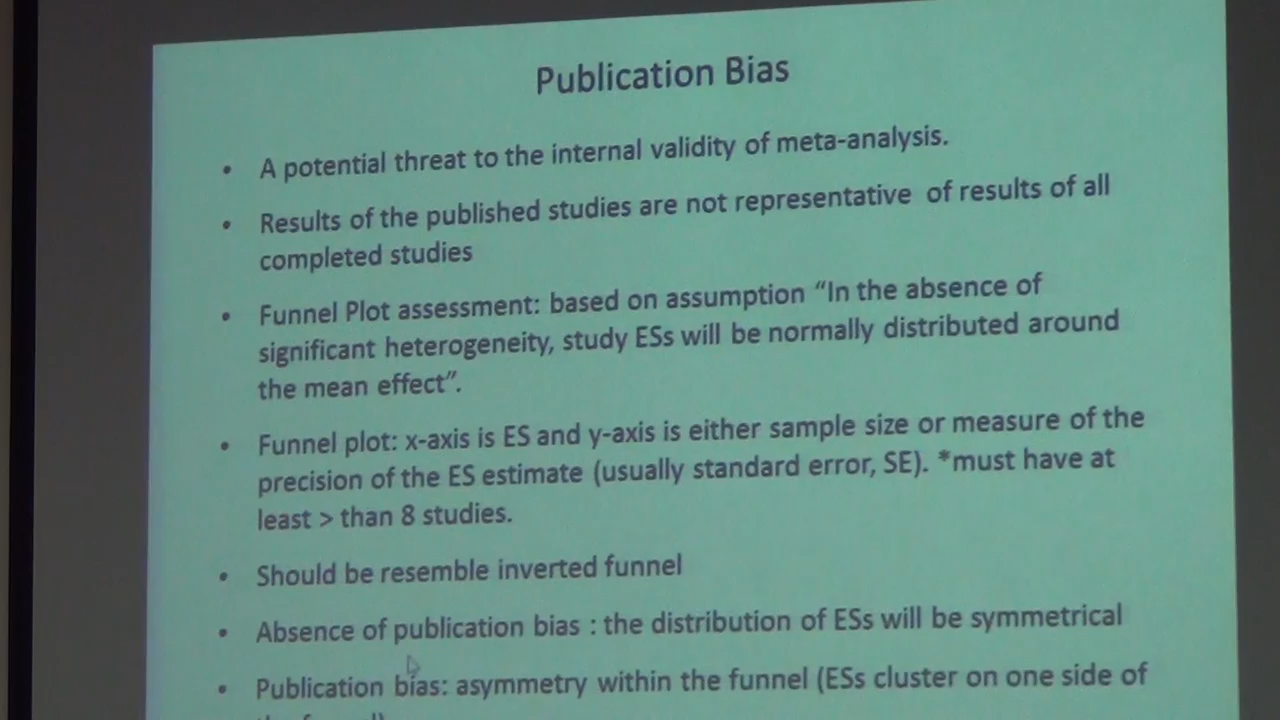 Publication Bias
• A potential threat to the internal validity of meta-analysis.
• Results of the published studies are not representative of results of all
completed studies
• Funnel Plot assessment: based on assumption “In the absence of
significant heterogeneity, study ESs will be normally distributed around
the mean effect”.
• Funnel plot: x-axis is ES and y-axis is either sample size or measure of the
precision of the ES estimate (usually standard error, SE). *must have at
least > than 8 studies.
• Should be resemble inverted funnel
• Absence of publication bias : the distribution of ESs will be symmetrical
• Publication bias: asymmetry within the funnel (ESs cluster on one side of